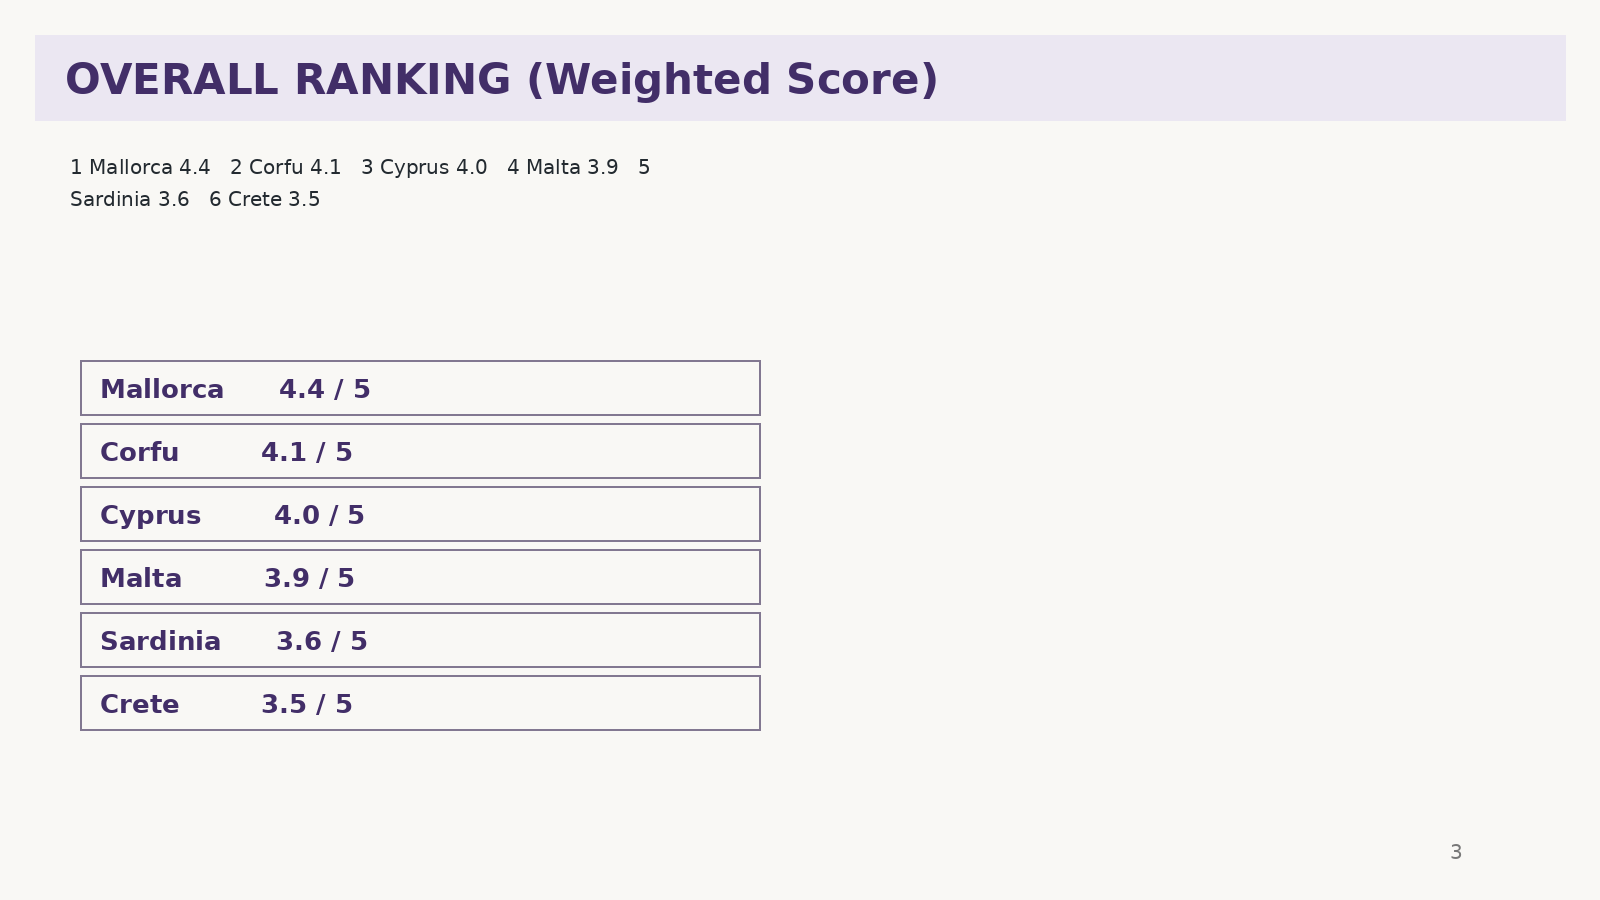 OVERALL RANKING (Weighted Score)
1 Mallorca 4.4   2 Corfu 4.1   3 Cyprus 4.0   4 Malta 3.9   5
Sardinia 3.6   6 Crete 3.5
Mallorca 4.4 / 5
Corfu 4.1 / 5
Cyprus 4.0 / 5
Malta 3.9 / 5
Sardinia 3.6 / 5
Crete 3.5 / 5
3